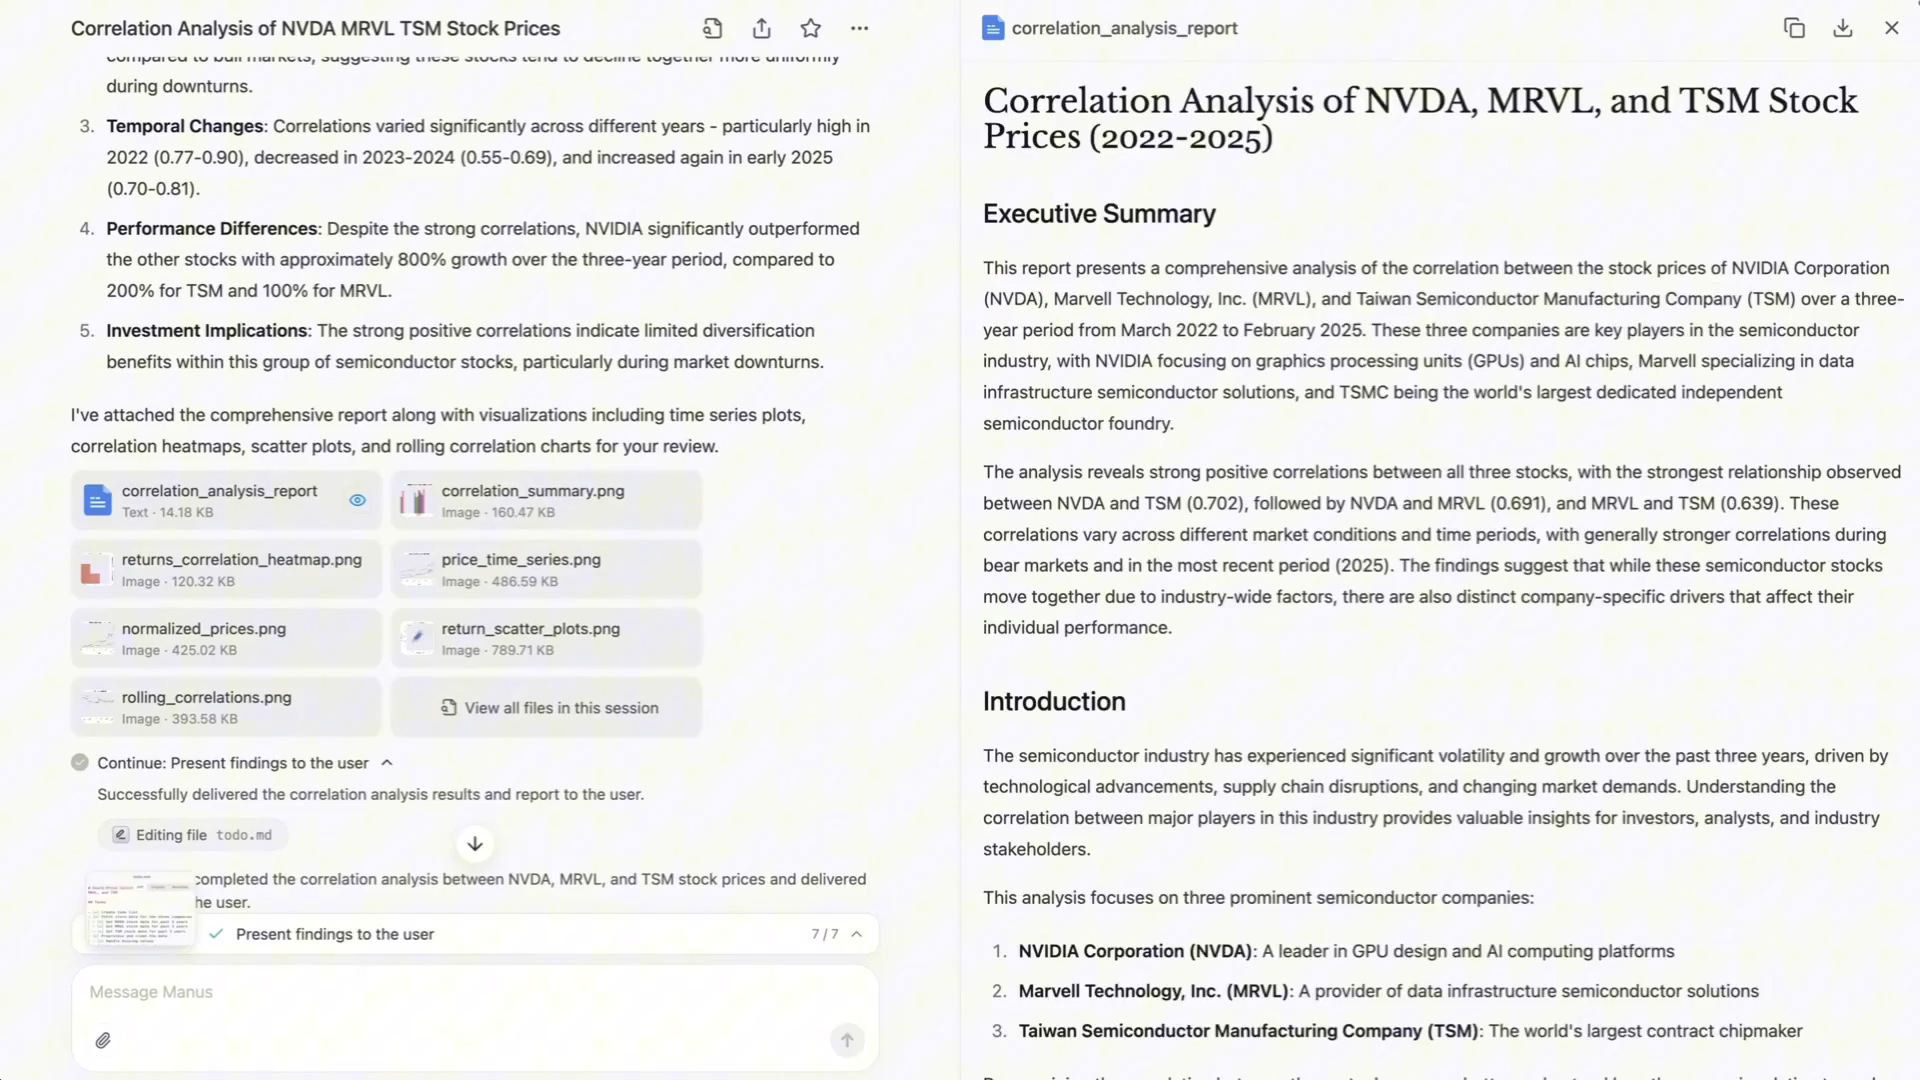 Correlation Analysis of NVDA MRVL TSM Stock Prices
compared to bull markets, suggesting these stocks tend to decline together more uniformly
during downturns.
3. Temporal Changes: Correlations varied significantly across different years - particularly high in
2022 (0.77-0.90), decreased in 2023-2024 (0.55-0.69), and increased again in early 2025
(0.70-0.81).
4. Performance Differences: Despite the strong correlations, NVIDIA significantly outperformed
the other stocks with approximately 800% growth over the three-year period, compared to
200% for TSM and 100% for MRVL.
5. Investment Implications: The strong positive correlations indicate limited diversification
benefits within this group of semiconductor stocks, particularly during market downturns.
I've attached the comprehensive report along with visualizations including time series plots,
correlation heatmaps, scatter plots, and rolling correlation charts for your review.
correlation_analysis_report
Text · 14.18 KB
correlation_summary.png
Image · 160.47 KB
returns_correlation_heatmap.png
Image · 120.32 KB
price_time_series.png
Image · 486.59 KB
normalized_prices.png
Image · 425.02 KB
return_scatter_plots.png
Image · 789.71 KB
rolling_correlations.png
Image · 393.58 KB
View all files in this session
Continue: Present findings to the user
Successfully delivered the correlation analysis results and report to the user.
Editing file todo.md
completed the correlation analysis between NVDA, MRVL, and TSM stock prices and delivered
he user.
Present findings to the user 7 / 7
Message Manus
correlation_analysis_report
Correlation Analysis of NVDA, MRVL, and TSM Stock
Prices (2022-2025)
Executive Summary
This report presents a comprehensive analysis of the correlation between the stock prices of NVIDIA Corporation
(NVDA), Marvell Technology, Inc. (MRVL), and Taiwan Semiconductor Manufacturing Company (TSM) over a three-
year period from March 2022 to February 2025. These three companies are key players in the semiconductor
industry, with NVIDIA focusing on graphics processing units (GPUs) and AI chips, Marvell specializing in data
infrastructure semiconductor solutions, and TSMC being the world's largest dedicated independent
semiconductor foundry.
The analysis reveals strong positive correlations between all three stocks, with the strongest relationship observed
between NVDA and TSM (0.702), followed by NVDA and MRVL (0.691), and MRVL and TSM (0.639). These
correlations vary across different market conditions and time periods, with generally stronger correlations during
bear markets and in the most recent period (2025). The findings suggest that while these semiconductor stocks
move together due to industry-wide factors, there are also distinct company-specific drivers that affect their
individual performance.
Introduction
The semiconductor industry has experienced significant volatility and growth over the past three years, driven by
technological advancements, supply chain disruptions, and changing market demands. Understanding the
correlation between major players in this industry provides valuable insights for investors, analysts, and industry
stakeholders.
This analysis focuses on three prominent semiconductor companies:
1. NVIDIA Corporation (NVDA): A leader in GPU design and AI computing platforms
2. Marvell Technology, Inc. (MRVL): A provider of data infrastructure semiconductor solutions
3. Taiwan Semiconductor Manufacturing Company (TSM): The world's largest contract chipmaker